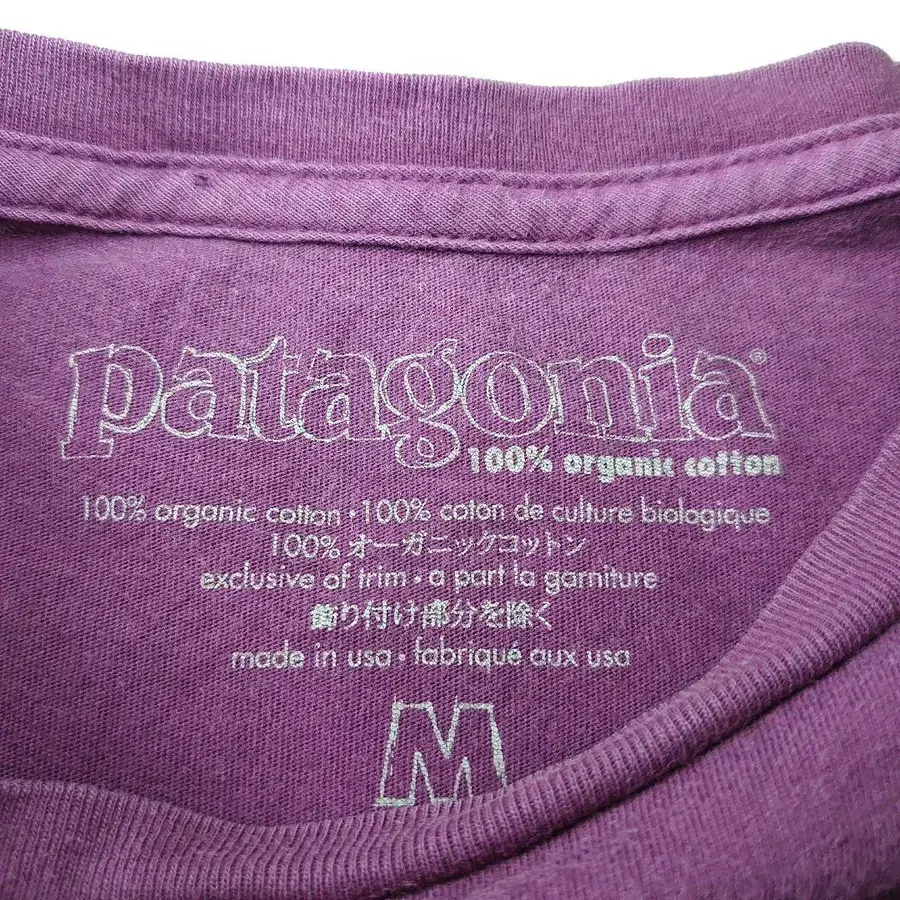 patagonia®
100% organic cotton
100% organic cotton • 100% coton de culture biologique
100% オーガニックコットン
exclusive of trim • a part la garniture
飾り付け部分を除く
made in usa • fabriqué aux usa
M